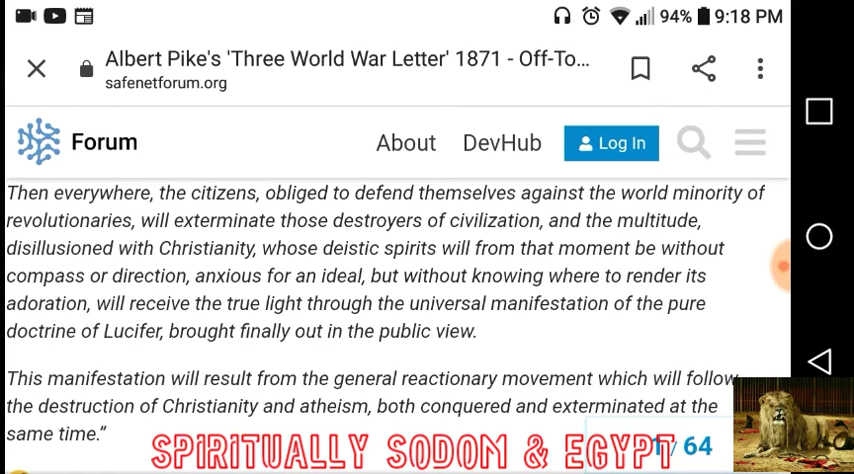 94% 9:18 PM
Albert Pike's 'Three World War Letter' 1871 - Off-To...
safenetforum.org
Forum About DevHub Log In
Then everywhere, the citizens, obliged to defend themselves against the world minority of
revolutionaries, will exterminate those destroyers of civilization, and the multitude,
disillusioned with Christianity, whose deistic spirits will from that moment be without
compass or direction, anxious for an ideal, but without knowing where to render its
adoration, will receive the true light through the universal manifestation of the pure
doctrine of Lucifer, brought finally out in the public view.
This manifestation will result from the general reactionary movement which will follow
the destruction of Christianity and atheism, both conquered and exterminated at the
same time.”
SPIRITUALLY SODOM & EGYPT
1 / 64